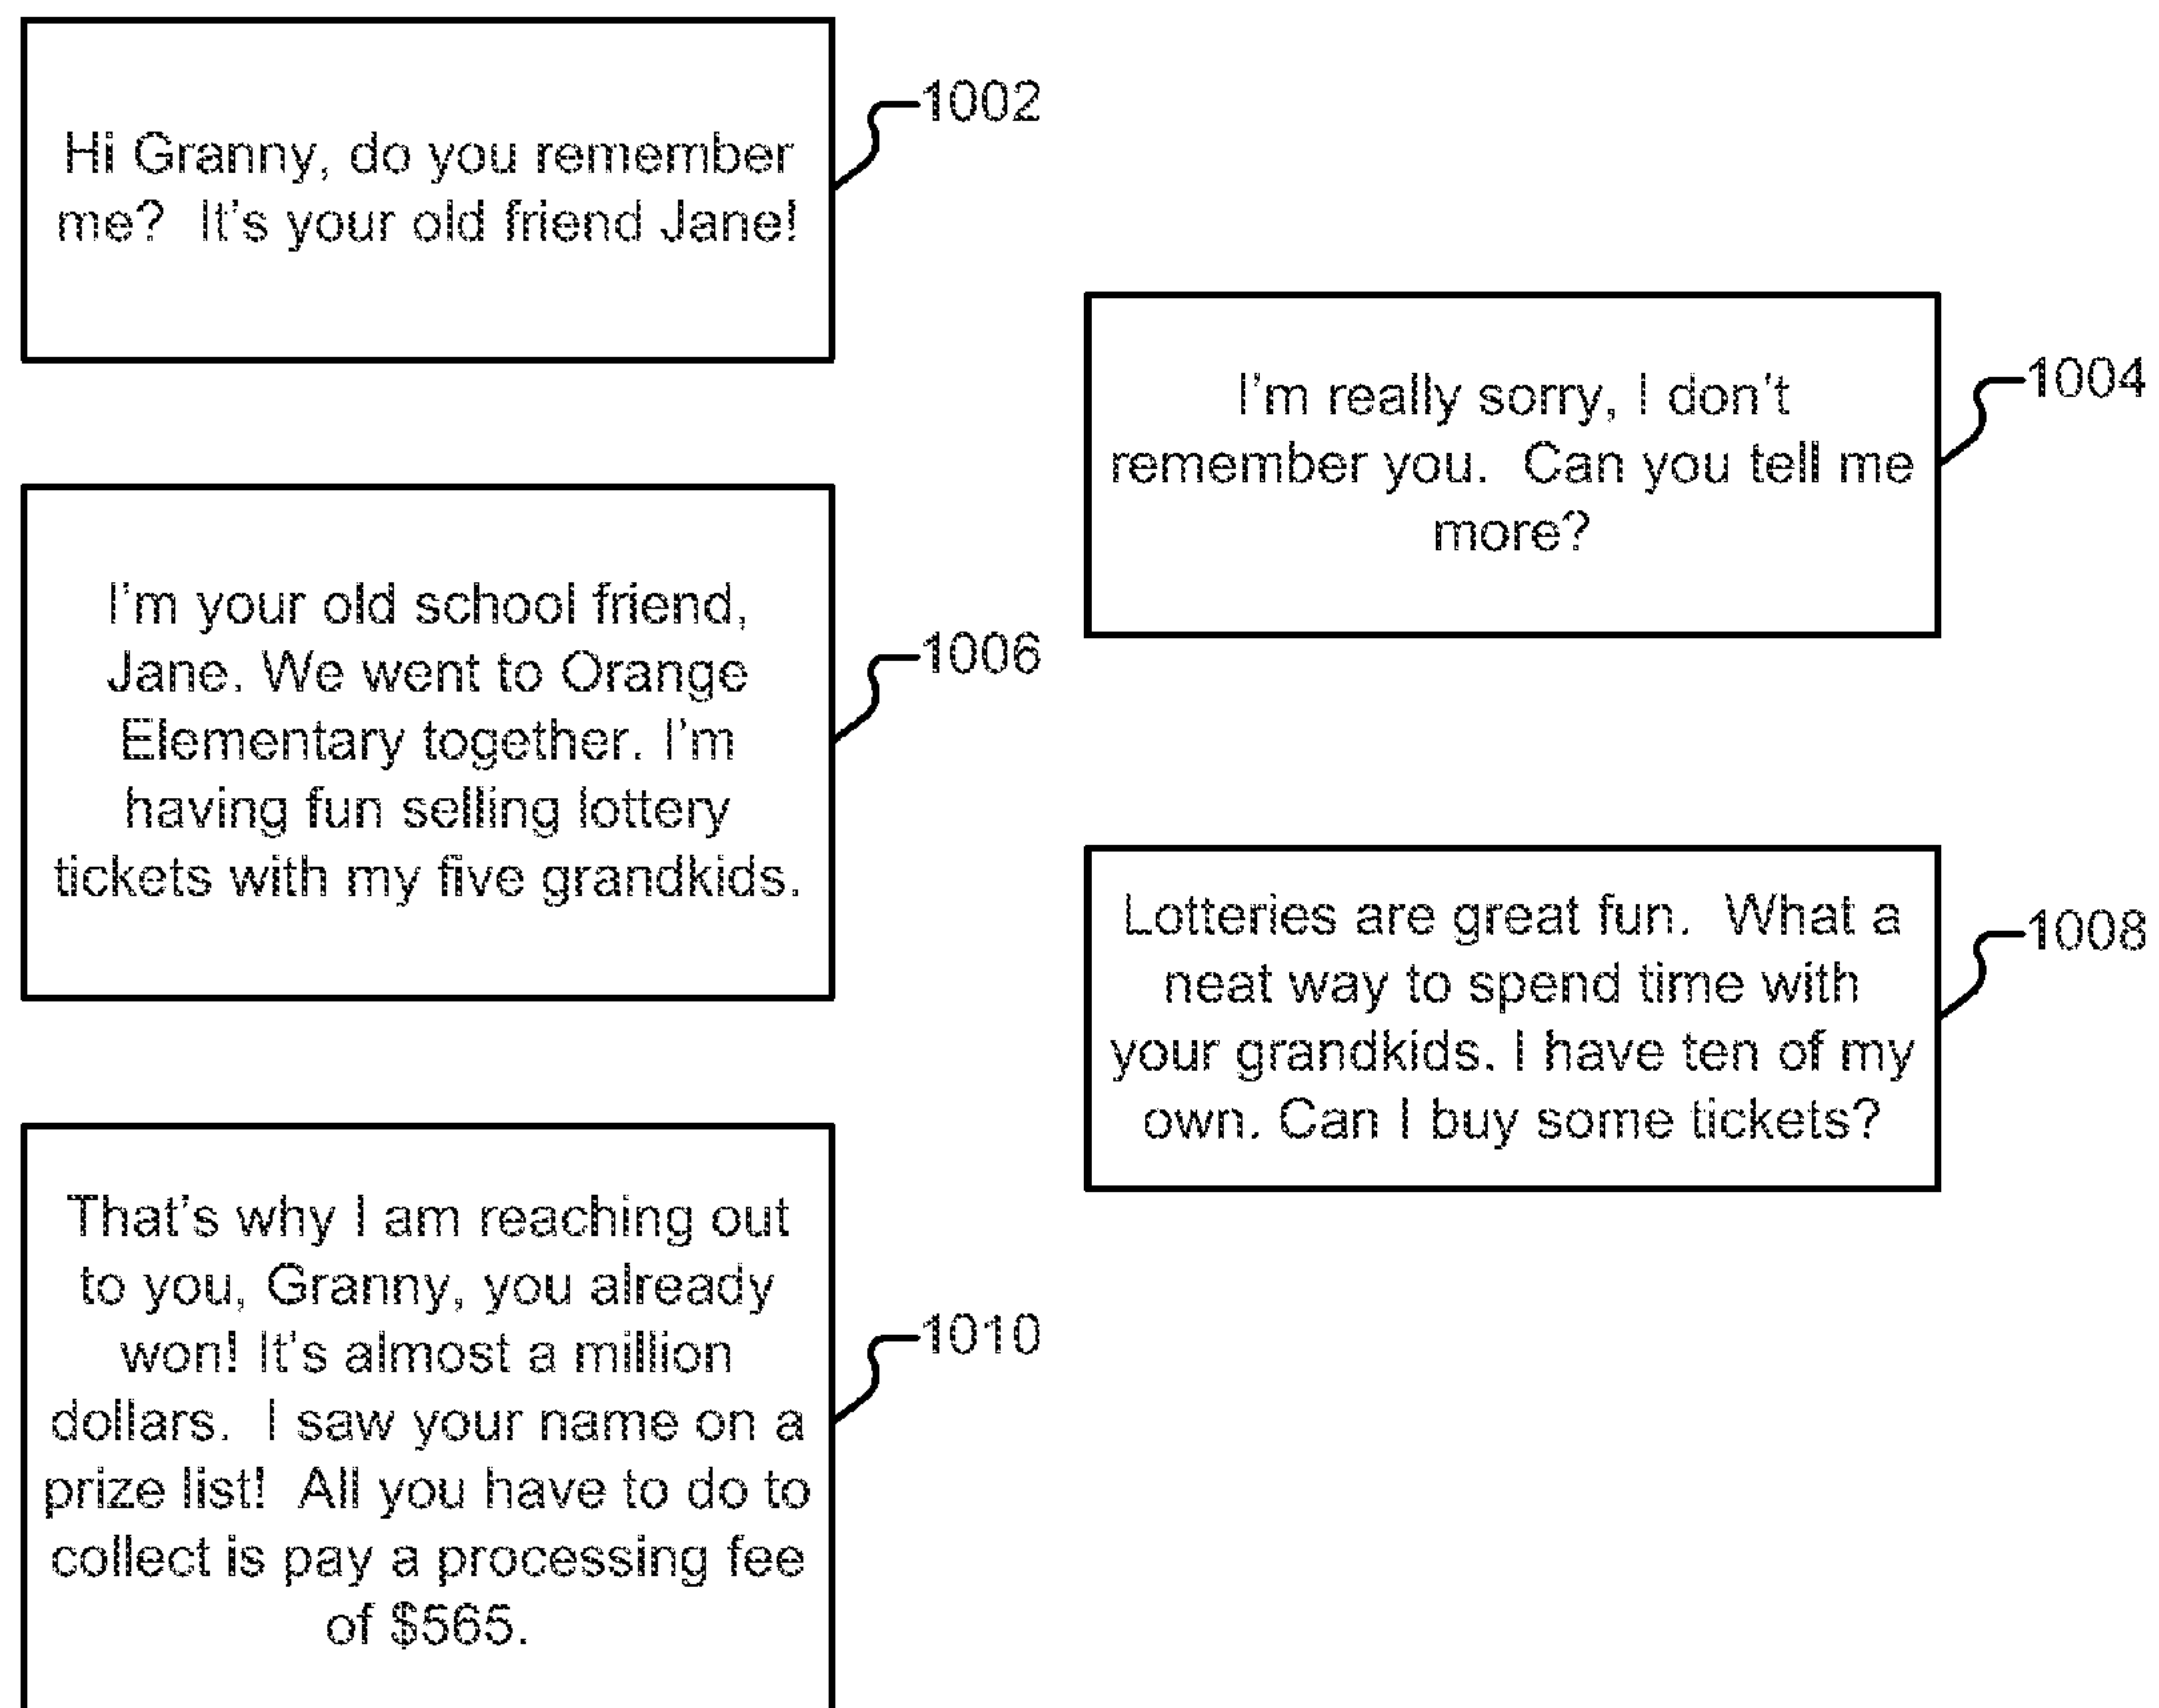 Hi Granny, do you remember
me?  It's your old friend Jane!
1002
I'm really sorry, I don't
remember you.  Can you tell me
more?
1004
I'm your old school friend,
Jane. We went to Orange
Elementary together. I'm
having fun selling lottery
tickets with my five grandkids.
1006
Lotteries are great fun.  What a
neat way to spend time with
your grandkids. I have ten of my
own. Can I buy some tickets?
1008
That's why I am reaching out
to you, Granny, you already
won! It's almost a million
dollars.  I saw your name on a
prize list!  All you have to do to
collect is pay a processing fee
of $565.
1010